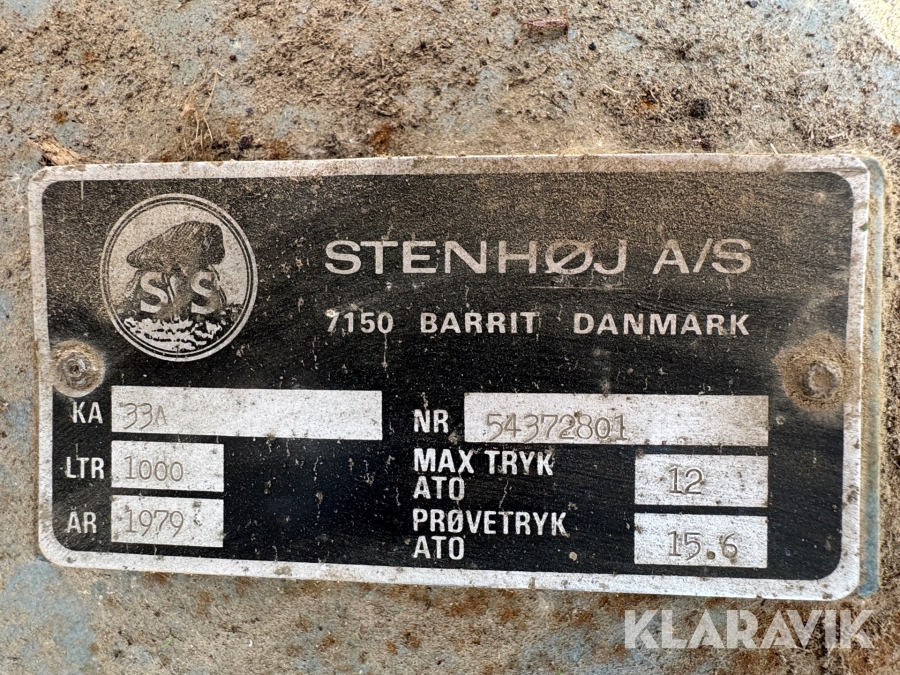 SS
STENHØJ A/S
7150 BARRIT DANMARK
KA 33A
NR 54372801
LTR 1000
MAX TRYK ATO 12
ÅR 1979
PRØVETRYK ATO 15.6
KLARAVIK